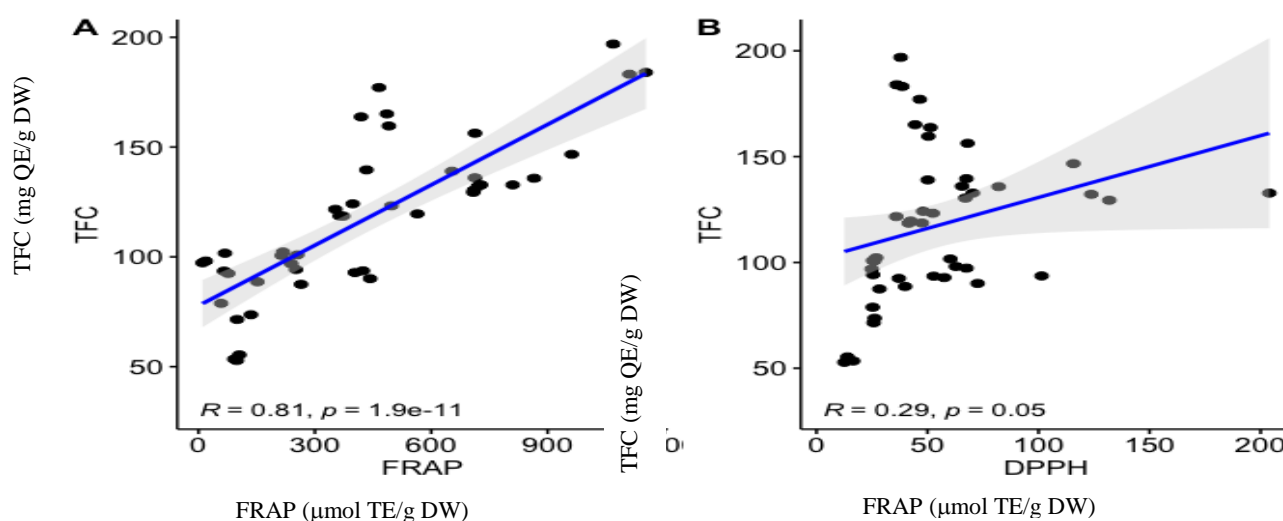 A
TFC (mg QE/g DW)
TFC
200
150
100
50
R = 0.81, p = 1.9e-11
0
300
600
900
00
FRAP
FRAP (μmol TE/g DW)
B
TFC (mg QE/g DW)
TFC
200
150
100
50
R = 0.29, p = 0.05
0
50
100
150
200
DPPH
FRAP (μmol TE/g DW)